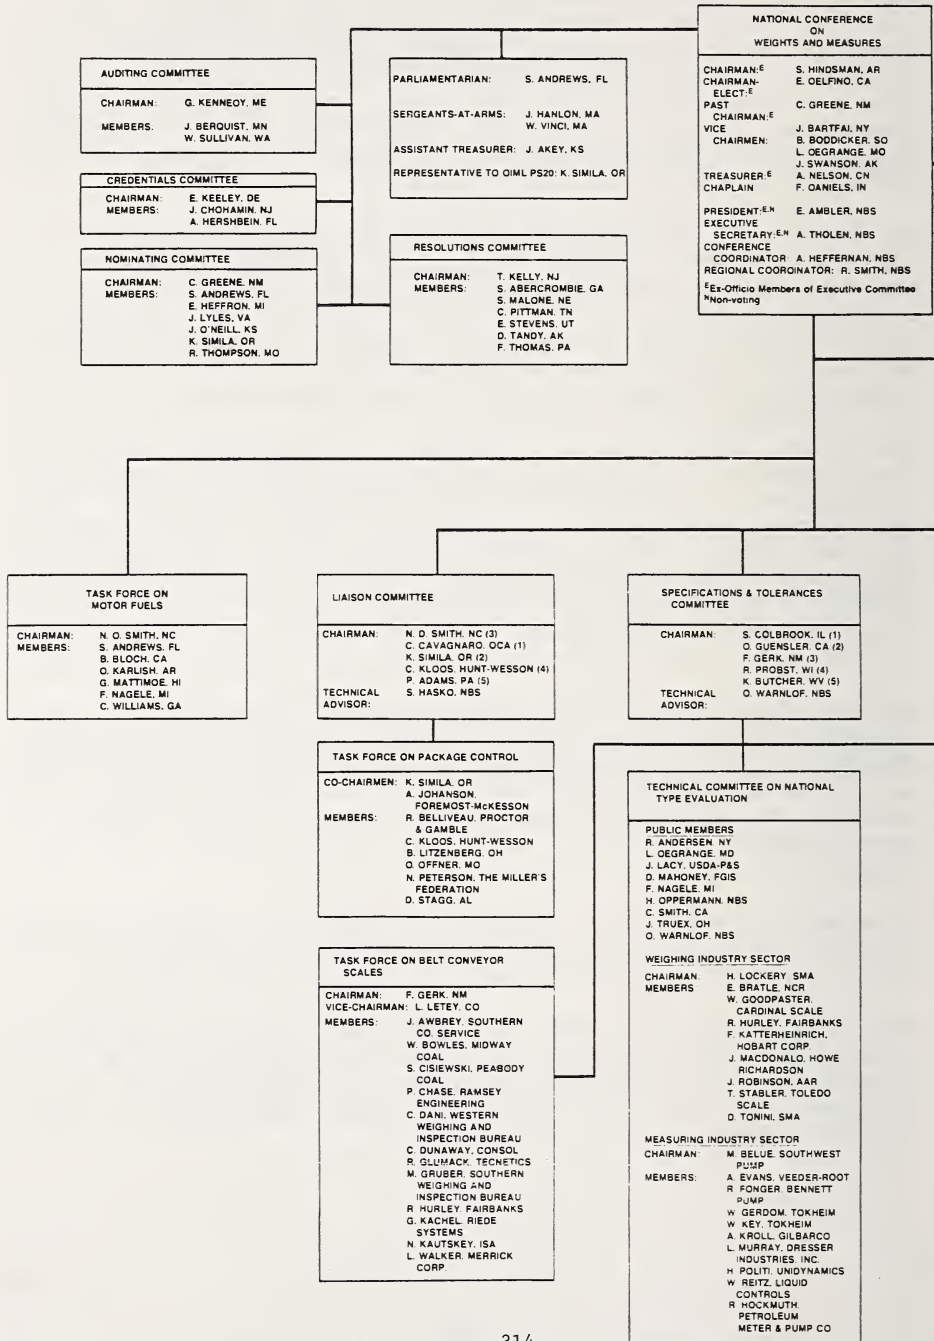 NATIONAL CONFERENCE
ON
WEIGHTS AND MEASURES
CHAIRMAN:E S. HINDSMAN, AR
CHAIRMAN- E. OELFINO, CA
ELECT:E
PAST C. GREENE, NM
CHAIRMAN:E
VICE J. BARTFAI, NY
CHAIRMEN: B. BODDICKER, SO
L. OEGRANGE, MO
J. SWANSON, AK
TREASURER:E A. NELSON, CN
CHAPLAIN F. OANIELS, IN
PRESIDENT:E,N E. AMBLER, NBS
EXECUTIVE
SECRETARY:E,N A. THOLEN, NBS
CONFERENCE
COORDINATOR: A. HEFFERNAN, NBS
REGIONAL COOROINATOR: R. SMITH, NBS
EEx-Officio Members of Executive Committee
NNon-voting
AUDITING COMMITTEE
CHAIRMAN: G. KENNEOY, ME
MEMBERS: J. BERQUIST, MN
W. SULLIVAN, WA
PARLIAMENTARIAN: S. ANDREWS, FL
SERGEANTS-AT-ARMS: J. HANLON, MA
W. VINCI, MA
ASSISTANT TREASURER: J. AKEY, KS
REPRESENTATIVE TO OIML PS20: K. SIMILA, OR
CREDENTIALS COMMITTEE
CHAIRMAN: E. KEELEY, DE
MEMBERS: J. CHOHAMIN, NJ
A. HERSHBEIN, FL
NOMINATING COMMITTEE
CHAIRMAN: C. GREENE, NM
MEMBERS: S. ANDREWS, FL
E. HEFFRON, MI
J. LYLES, VA
J. O'NEILL, KS
K. SIMILA, OR
R. THOMPSON, MO
RESOLUTIONS COMMITTEE
CHAIRMAN: T. KELLY, NJ
MEMBERS: S. ABERCROMBIE, GA
S. MALONE, NE
C. PITTMAN, TN
E. STEVENS, UT
D. TANDY, AK
F. THOMAS, PA
TASK FORCE ON
MOTOR FUELS
CHAIRMAN: N. O. SMITH, NC
MEMBERS: S. ANDREWS, FL
B. BLOCH, CA
O. KARLISH, AR
G. MATTIMOE, HI
F. NAGELE, MI
C. WILLIAMS, GA
LIAISON COMMITTEE
CHAIRMAN: N. D. SMITH, NC (3)
C. CAVAGNARO, OCA (1)
K. SIMILA, OR (2)
C. KLOOS, HUNT-WESSON (4)
P. ADAMS, PA (5)
TECHNICAL S. HASKO, NBS
ADVISOR:
SPECIFICATIONS & TOLERANCES
COMMITTEE
CHAIRMAN: S. COLBROOK, IL (1)
O. GUENSLER, CA (2)
F. GERK, NM (3)
R. PROBST, WI (4)
K. BUTCHER, WV (5)
TECHNICAL O. WARNLOF, NBS
ADVISOR:
TASK FORCE ON PACKAGE CONTROL
CO-CHAIRMEN: K. SIMILA, OR
A. JOHANSON,
FOREMOST-McKESSON
MEMBERS: R. BELLIVEAU, PROCTOR
& GAMBLE
C. KLOOS, HUNT-WESSON
B. LITZENBERG, OH
O. OFFNER, MO
N. PETERSON, THE MILLER'S
FEDERATION
D. STAGG, AL
TASK FORCE ON BELT CONVEYOR
SCALES
CHAIRMAN: F. GERK, NM
VICE-CHAIRMAN: L. LETEY, CO
MEMBERS: J. AWBREY, SOUTHERN
CO. SERVICE
W. BOWLES, MIDWAY
COAL
S. CISIEWSKI, PEABODY
COAL
P. CHASE, RAMSEY
ENGINEERING
C. DANI, WESTERN
WEIGHING AND
INSPECTION BUREAU
C. DUNAWAY, CONSOL
R. GLUMACK, TECNETICS
M. GRUBER, SOUTHERN
WEIGHING AND
INSPECTION BUREAU
R HURLEY, FAIRBANKS
G. KACHEL, RIEDE
SYSTEMS
N. KAUTSKEY, ISA
L. WALKER, MERRICK
CORP.
TECHNICAL COMMITTEE ON NATIONAL
TYPE EVALUATION
PUBLIC MEMBERS
R. ANDERSEN, NY
L. OEGRANGE, MD
J. LACY, USDA-P&S
D. MAHONEY, FGIS
F. NAGELE, MI
H. OPPERMANN, NBS
C. SMITH, CA
J. TRUEX, OH
O. WARNLOF, NBS
WEIGHING INDUSTRY SECTOR
CHAIRMAN: H. LOCKERY, SMA
MEMBERS E. BRATLE, NCR
W. GOODPASTER,
CARDINAL SCALE
R. HURLEY, FAIRBANKS
F. KATTERHEINRICH,
HOBART CORP.
J. MACDONALO, HOWE
RICHARDSON
J. ROBINSON, AAR
T. STABLER, TOLEDO
SCALE
D. TONINI, SMA
MEASURING INDUSTRY SECTOR
CHAIRMAN: M. BELUE, SOUTHWEST
PUMP
MEMBERS: A. EVANS, VEEDER-ROOT
R FONGER, BENNETT
PUMP
W GERDOM, TOKHEIM
W KEY, TOKHEIM
A. KROLL, GILBARCO
L. MURRAY, DRESSER
INDUSTRIES, INC.
H POLITI, UNIDYNAMICS
W REITZ, LIQUID
CONTROLS
R HOCKMUTH,
PETROLEUM
METER & PUMP CO
314